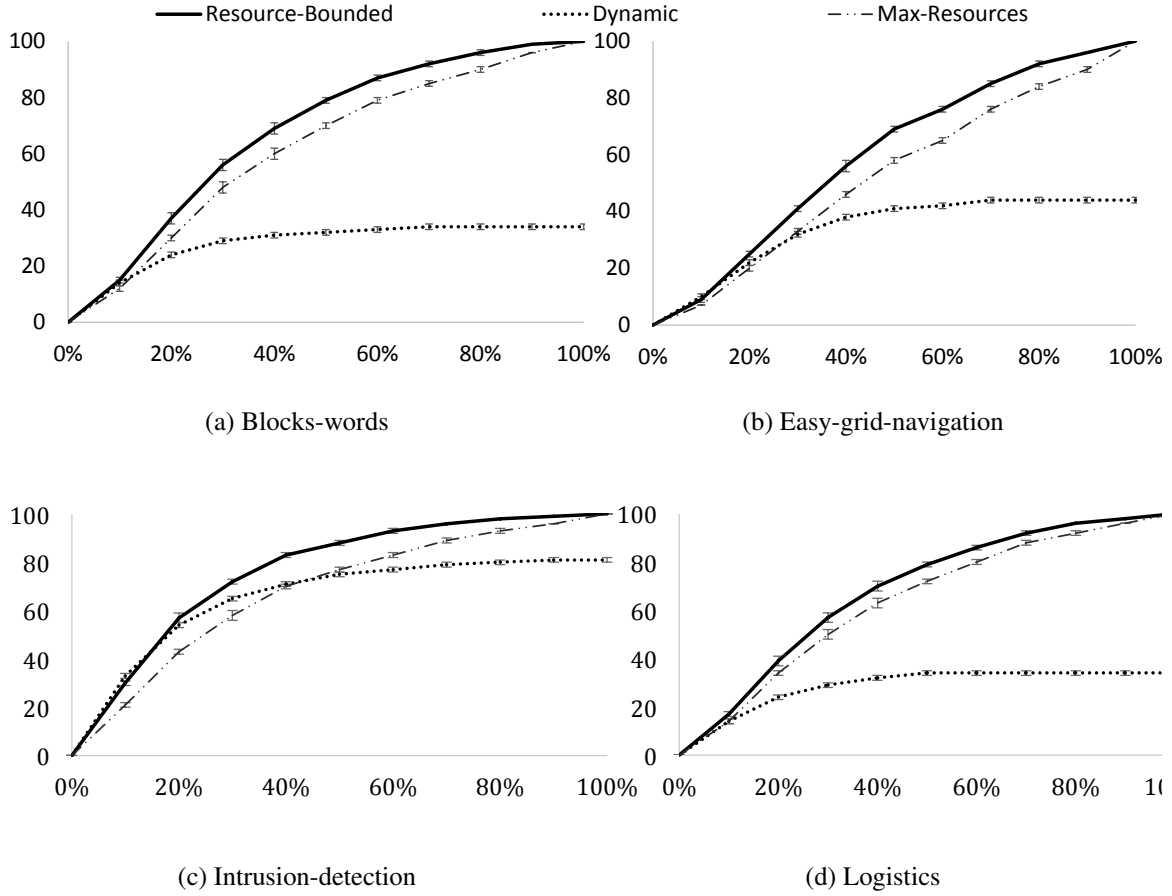 Resource-Bounded Dynamic Max-Resources
100
80
60
40
20
0
0% 20% 40% 60% 80% 100%
(a) Blocks-words
100
80
60
40
20
0
0% 20% 40% 60% 80% 100%
(b) Easy-grid-navigation
100
80
60
40
20
0
0% 20% 40% 60% 80% 100%
(c) Intrusion-detection
100
80
60
40
20
0
0% 20% 40% 60% 80% 10
(d) Logistics